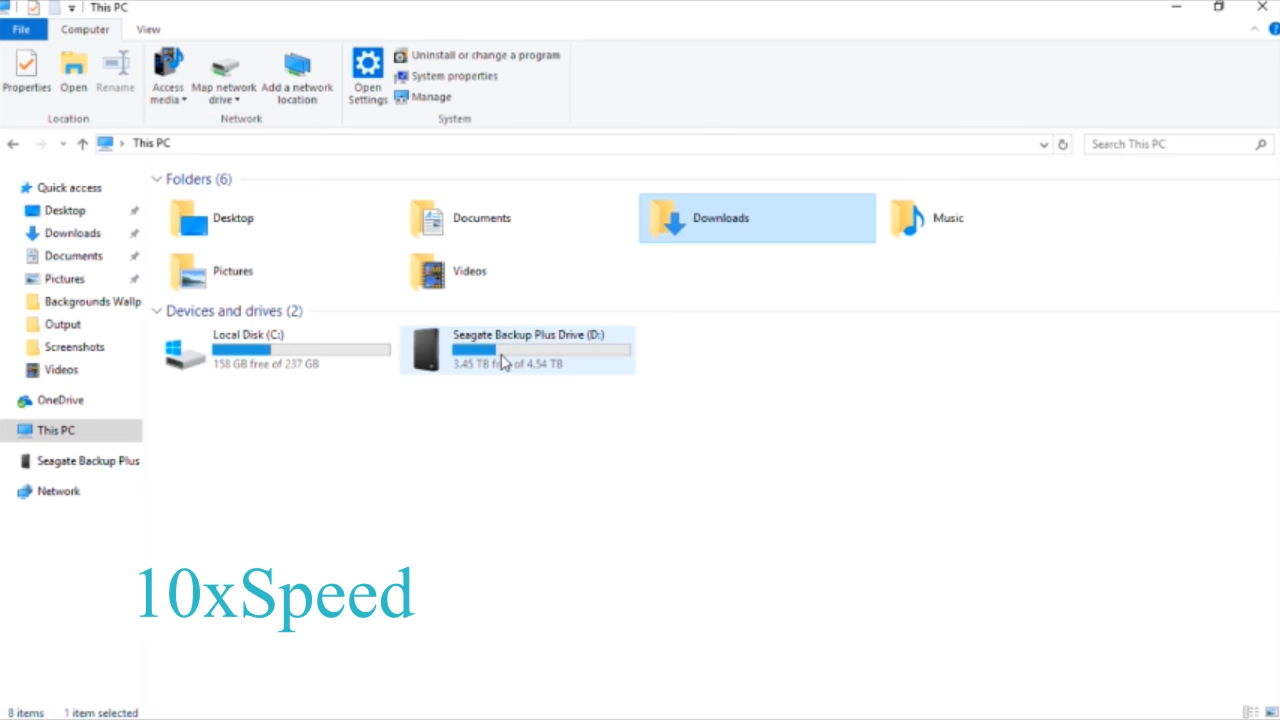 This PC
File
Computer
View
Properties
Open
Rename
Access media
Map network drive
Add a network location
Open Settings
Uninstall or change a program
System properties
Manage
Location
Network
System
This PC
Search This PC
Quick access
Desktop
Downloads
Documents
Pictures
Backgrounds Wallp
Output
Screenshots
Videos
OneDrive
This PC
Seagate Backup Plus
Network
Folders (6)
Desktop
Documents
Downloads
Music
Pictures
Videos
Devices and drives (2)
Local Disk (C:)
158 GB free of 237 GB
Seagate Backup Plus Drive (D:)
3.45 TB free of 4.54 TB
10xSpeed
8 items
1 item selected